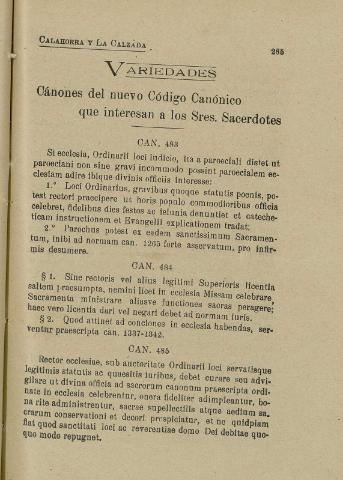 CALAHORRA Y LA CALZADA
285
VARIEDADES
Cánones del nuevo Código Canónico
que interesan a los Sres. Sacerdotes
CAN. 483
Si ecclesia, Ordinarii loci iudicio, ita a paroeciali distet ut
paroeciani non sine gravi incommodo possint paroecialem ec-
clesiam adire ibique divinis officiis interesse:
1.° Loci Ordinarius, gravibus quoque statutis poenis, po-
test rectori praecipere ut horis populo commodioribus officia
celebret, fidelibus dies festos ac ieiunia denuntiet et cateche-
ticam instructionem et Evangelii explicationem tradat;
2° Parochus potest ex eadem sanctissimum Sacramen-
tum, inibi ad normam can. 1265 forte asservatum, pro infir-
mis desumere.
CAN. 484
§ 1. Sine rectoris vel alius legitimi Superioris licentia
saltem praesumpta, nemini licet in ecclesia Missam celebrare,
Sacramenta ministrare aliasve functiones sacras peragere;
haec vero licentia dari vel negari debet ad normam iuris.
§ 2. Quod attinet ad conciones in ecclesia habendas, ser-
ventur praescripta can. 1337-1342.
CAN. 485
Rector ecclesiae, sub auctoritate Ordinarii loci servatisque
legitimis statutis ac quaesitis iuribus, debet curare seu advi-
gilare ut divina officia ad sacrorum canonum praescripta ordi-
nate in ecclesia celebrentur, onera fideliter adimpleantur, bo-
na rite administrentur, sacrae supellectilis atque aedium sa-
crarum conservationi et decori prospiciatur, et ne quidpiam
fiat quod sanctitati loci ac reverentiae domo Dei debitae quo-
quo modo repugnet.